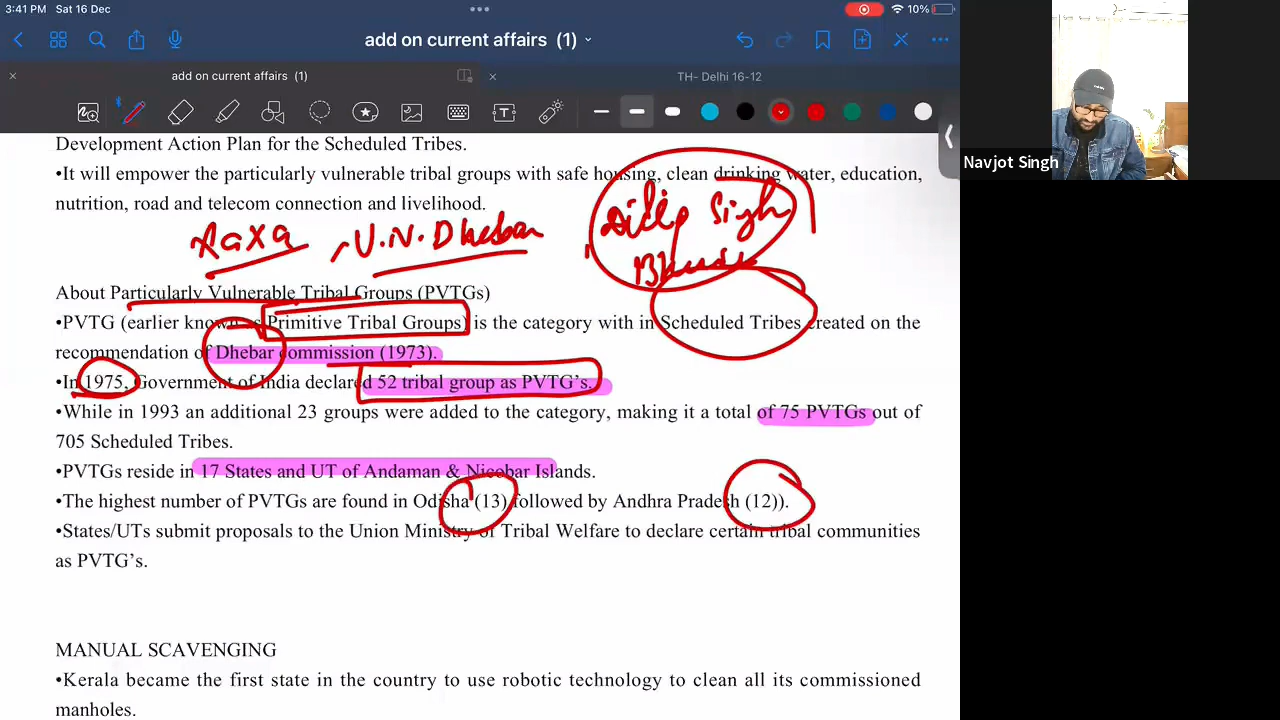 3:41 PM Sat 16 Dec
10%
add on current affairs (1)
add on current affairs (1)
TH- Delhi 16-12
Navjot Singh
Development Action Plan for the Scheduled Tribes.
•It will empower the particularly vulnerable tribal groups with safe housing, clean drinking water, education,
nutrition, road and telecom connection and livelihood.
Xaxa , U.N. Dhebar
Dilip Singh
Bhuria
About Particularly Vulnerable Tribal Groups (PVTGs)
•PVTG (earlier known as Primitive Tribal Groups) is the category with in Scheduled Tribes created on the
recommendation of Dhebar commission (1973).
•In 1975, Government of India declared 52 tribal group as PVTG’s.
•While in 1993 an additional 23 groups were added to the category, making it a total of 75 PVTGs out of
705 Scheduled Tribes.
•PVTGs reside in 17 States and UT of Andaman & Nicobar Islands.
•The highest number of PVTGs are found in Odisha (13) followed by Andhra Pradesh (12)).
•States/UTs submit proposals to the Union Ministry of Tribal Welfare to declare certain tribal communities
as PVTG’s.
MANUAL SCAVENGING
•Kerala became the first state in the country to use robotic technology to clean all its commissioned
manholes.